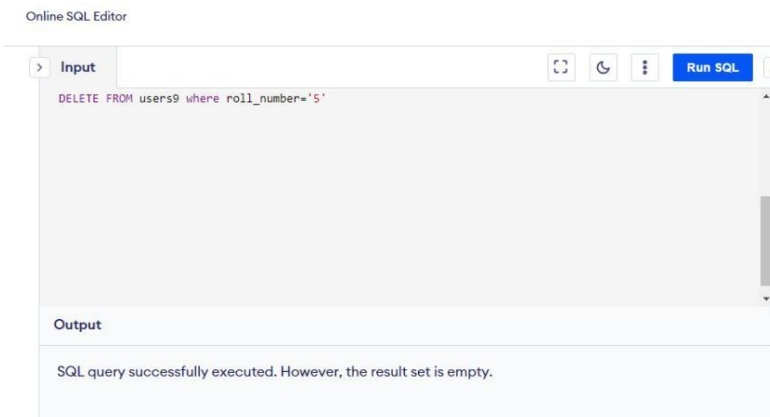 Online SQL Editor
Input
Run SQL
DELETE FROM users9 where roll_number='5'
Output
SQL query successfully executed. However, the result set is empty.